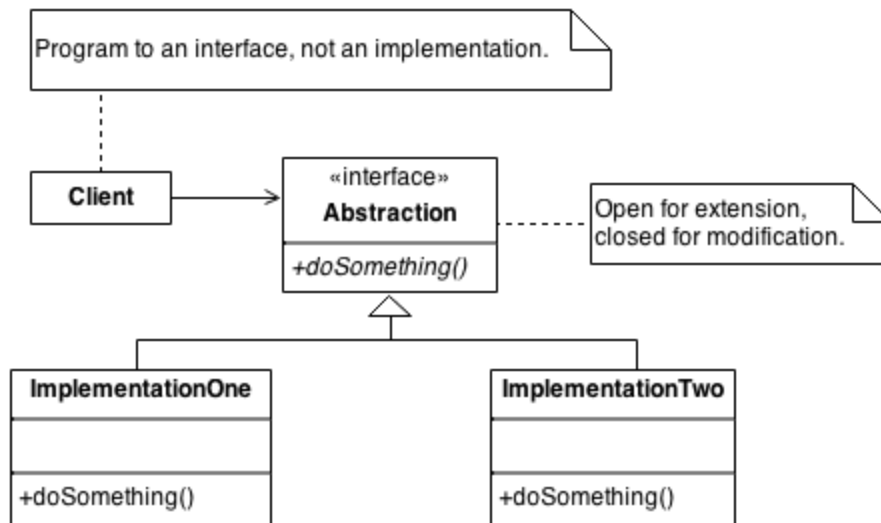 Program to an interface, not an implementation.
Client
«interface»
Abstraction
+doSomething()
Open for extension,
closed for modification.
ImplementationOne
+doSomething()
ImplementationTwo
+doSomething()